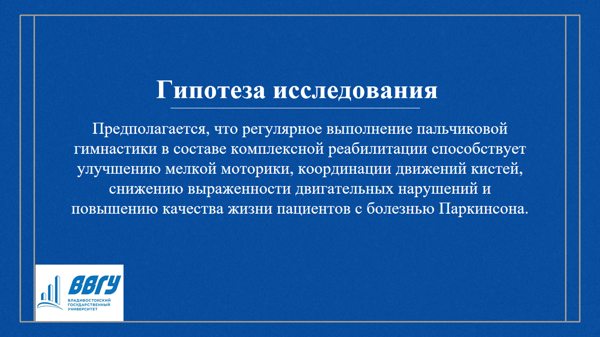 Гипотеза исследования
Предполагается, что регулярное выполнение пальчиковой
гимнастики в составе комплексной реабилитации способствует
улучшению мелкой моторики, координации движений кистей,
снижению выраженности двигательных нарушений и
повышению качества жизни пациентов с болезнью Паркинсона.
ВВГУ
ВЛАДИВОСТОКСКИЙ
ГОСУДАРСТВЕННЫЙ
УНИВЕРСИТЕТ